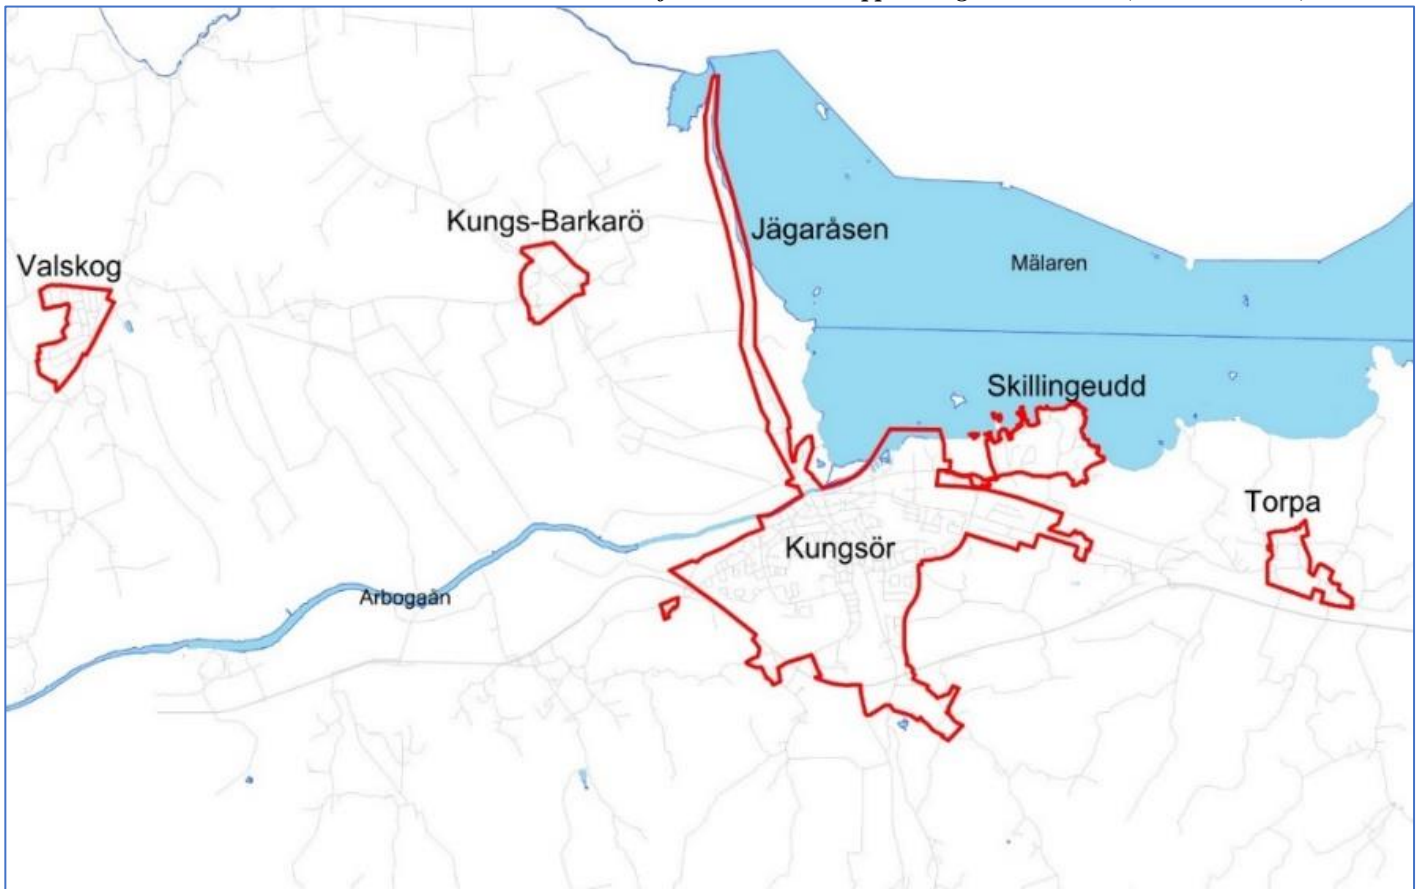 Kungs-Barkarö
Jägaråsen
Valskog
Mälaren
Skillingeudd
Torpa
Kungsör
Arbogaån